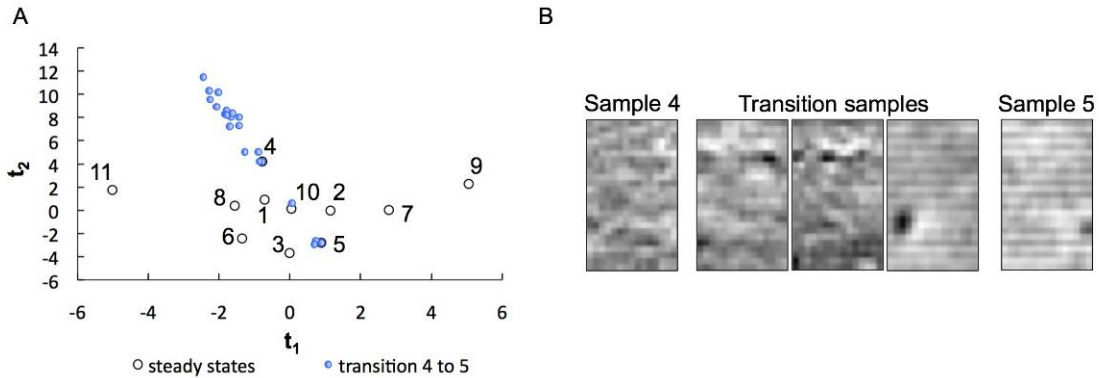 A
14
12
10
8
6
4
2
0
-2
-4
-6
t2
-6 -4 -2 0 2 4 6
t1
11
8
6
1
4
3
10
2
5
7
9
steady states
transition 4 to 5
B
Sample 4
Transition samples
Sample 5